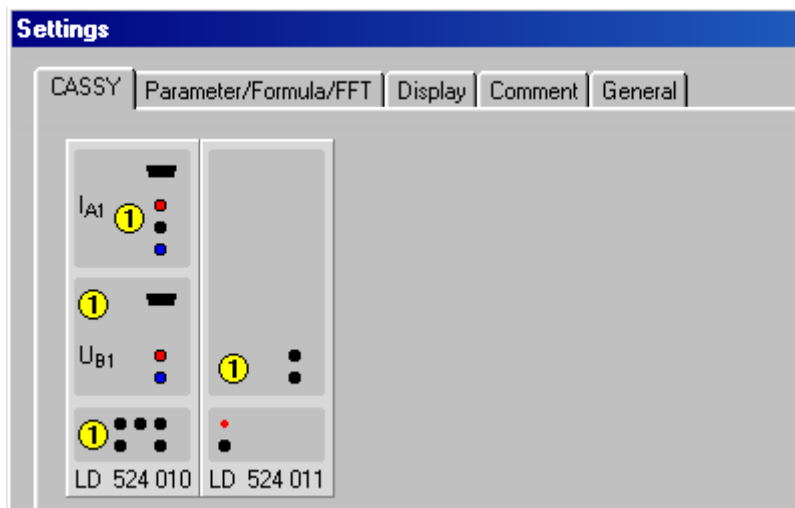 Settings
CASSY Parameter/Formula/FFT Display Comment General
IA1 1
1
UB1 1
1
LD 524 010 LD 524 011